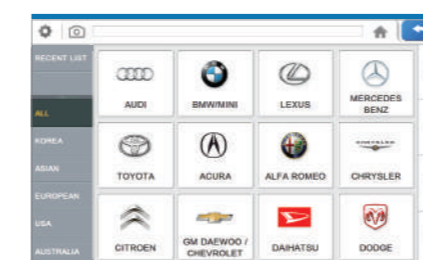 RECENT LIST
ALL
KOREA
ASIAN
EUROPEAN
USA
AUSTRALIA
AUDI
BMW/MINI
LEXUS
MERCEDES
BENZ
TOYOTA
ACURA
ALFA ROMEO
CHRYSLER
CITROEN
GM DAEWOO /
CHEVROLET
DAIHATSU
DODGE